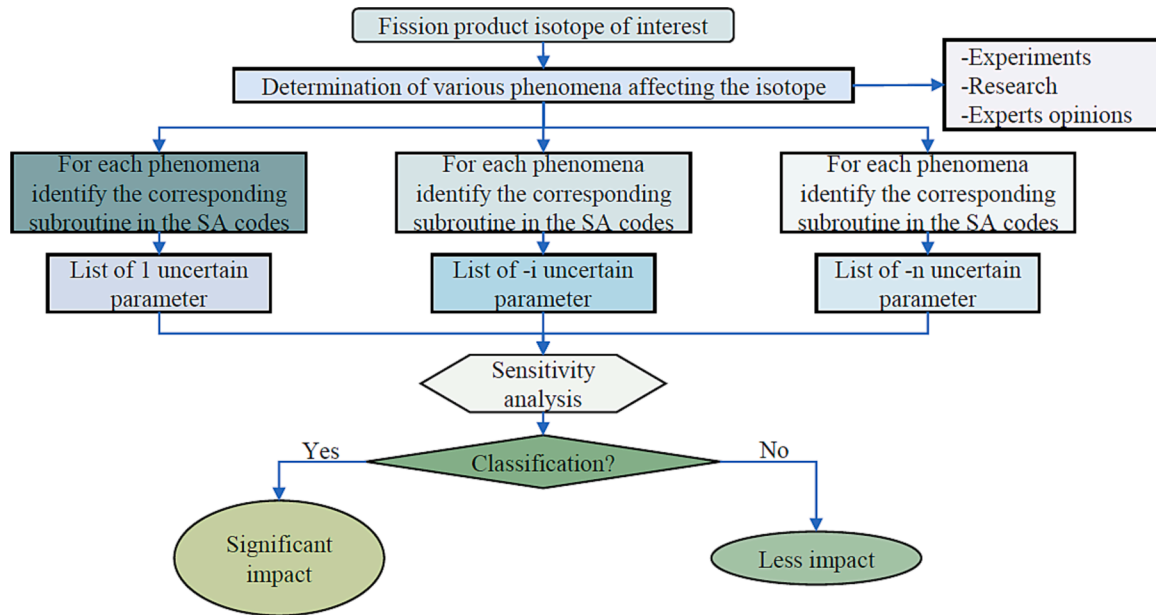 Fission product isotope of interest
Determination of various phenomena affecting the isotope
-Experiments
-Research
-Experts opinions
For each phenomena
identify the corresponding
subroutine in the SA codes
For each phenomena
identify the corresponding
subroutine in the SA codes
For each phenomena
identify the corresponding
subroutine in the SA codes
List of 1 uncertain
parameter
List of -i uncertain
parameter
List of -n uncertain
parameter
Sensitivity
analysis
Yes
Classification?
No
Significant
impact
Less impact